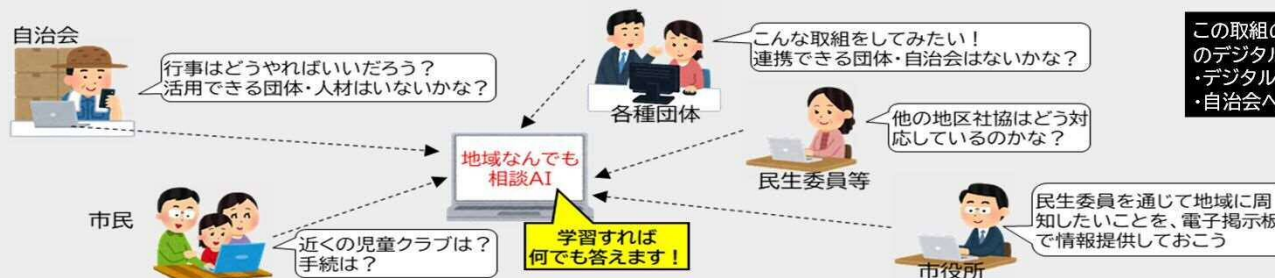 自治会
行事はどうやればいいだろう?
活用できる団体・人材はいないかな?
こんな取組をしてみたい!
連携できる団体・自治会はないかな?
各種団体
この取組の
のデジタル
・デジタル
・自治会へ
他の地区社協はどう対
応しているのかな?
民生委員等
地域なんでも
相談AI
学習すれば
何でも答えます!
市民
近くの児童クラブは?
手続は?
民生委員を通じて地域に周
知したいことを、電子掲示板
で情報提供しておこう
市役所